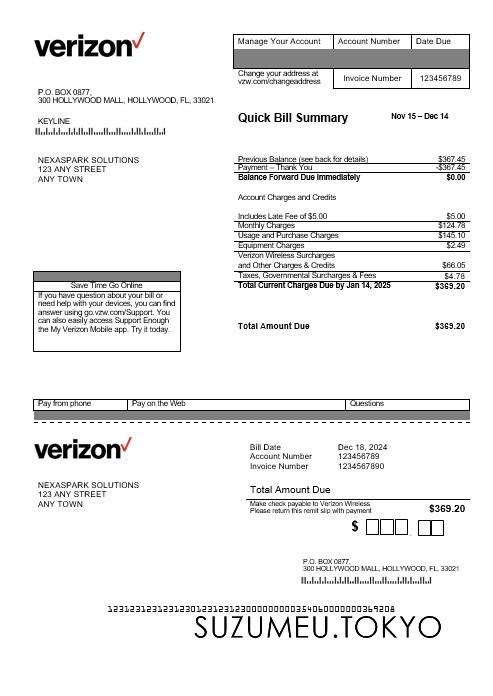 verizon
Manage Your Account Account Number Date Due
Change your address at
vzw.com/changeaddress
Invoice Number 123456789
P.O. BOX 0877,
300 HOLLYWOOD MALL, HOLLYWOOD, FL, 33021
KEYLINE
Quick Bill Summary Nov 15 – Dec 14
NEXASPARK SOLUTIONS
123 ANY STREET
ANY TOWN
Previous Balance (see back for details) $367.45
Payment – Thank You -$367.45
Balance Forward Due Immediately $0.00
Account Charges and Credits
Includes Late Fee of $5.00 $5.00
Monthly Charges $124.78
Usage and Purchase Charges $145.10
Equipment Charges $2.49
Verizon Wireless Surcharges
and Other Charges & Credits $66.05
Taxes, Governmental Surcharges & Fees $4.78
Total Current Charges Due by Jan 14, 2025 $369.20
Save Time Go Online
If you have question about your bill or
need help with your devices, you can find
answer using go.vzw.com/Support. You
can also easily access Support Enough
the My Verizon Mobile app. Try it today.
Total Amount Due $369.20
Pay from phone Pay on the Web Questions
verizon
Bill Date Dec 18, 2024
Account Number 123456789
Invoice Number 1234567890
NEXASPARK SOLUTIONS
123 ANY STREET
ANY TOWN
Total Amount Due
Make check payable to Verizon Wireless
Please return this remit slip with payment
$369.20
$
P.O. BOX 0877,
300 HOLLYWOOD MALL, HOLLYWOOD, FL, 33021
SUZUMEU.TOKYO